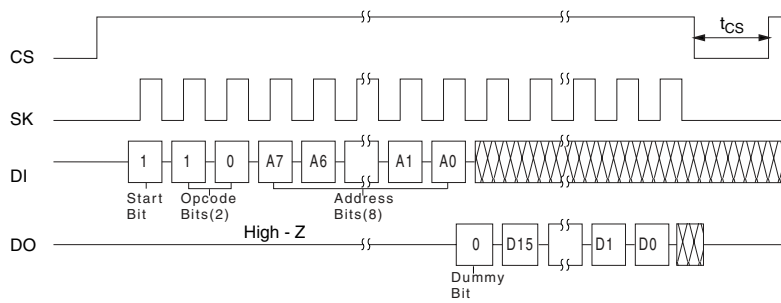 CS
tCS
SK
DI
1 1 0 A7 A6 A1 A0
Start
Bit
Opcode
Bits(2)
Address
Bits(8)
High - Z
DO
0 D15 D1 D0
Dummy
Bit